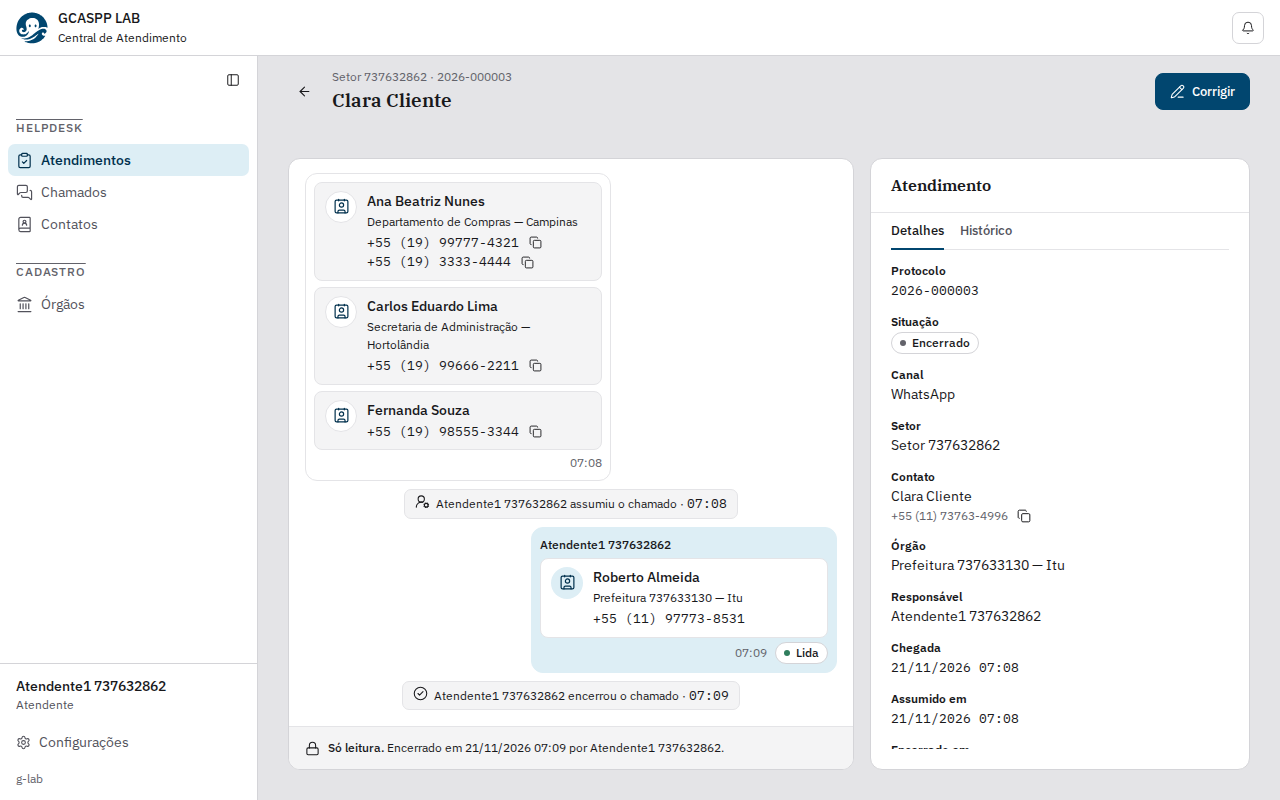 GCASPP LAB
Central de Atendimento
HELPDESK
Atendimentos
Chamados
Contatos
CADASTRO
Órgãos
Atendente1 737632862
Atendente
Configurações
g-lab
Setor 737632862 · 2026-000003
Clara Cliente
Corrigir
Ana Beatriz Nunes
Departamento de Compras — Campinas
+55 (19) 99777-4321
+55 (19) 3333-4444
Carlos Eduardo Lima
Secretaria de Administração —
Hortolândia
+55 (19) 99666-2211
Fernanda Souza
+55 (19) 98555-3344
07:08
Atendente1 737632862 assumiu o chamado · 07:08
Atendente1 737632862
Roberto Almeida
Prefeitura 737633130 — Itu
+55 (11) 97773-8531
07:09 Lida
Atendente1 737632862 encerrou o chamado · 07:09
Só leitura. Encerrado em 21/11/2026 07:09 por Atendente1 737632862.
Atendimento
Detalhes Histórico
Protocolo
2026-000003
Situação
Encerrado
Canal
WhatsApp
Setor
Setor 737632862
Contato
Clara Cliente
+55 (11) 73763-4996
Órgão
Prefeitura 737633130 — Itu
Responsável
Atendente1 737632862
Chegada
21/11/2026 07:08
Assumido em
21/11/2026 07:08